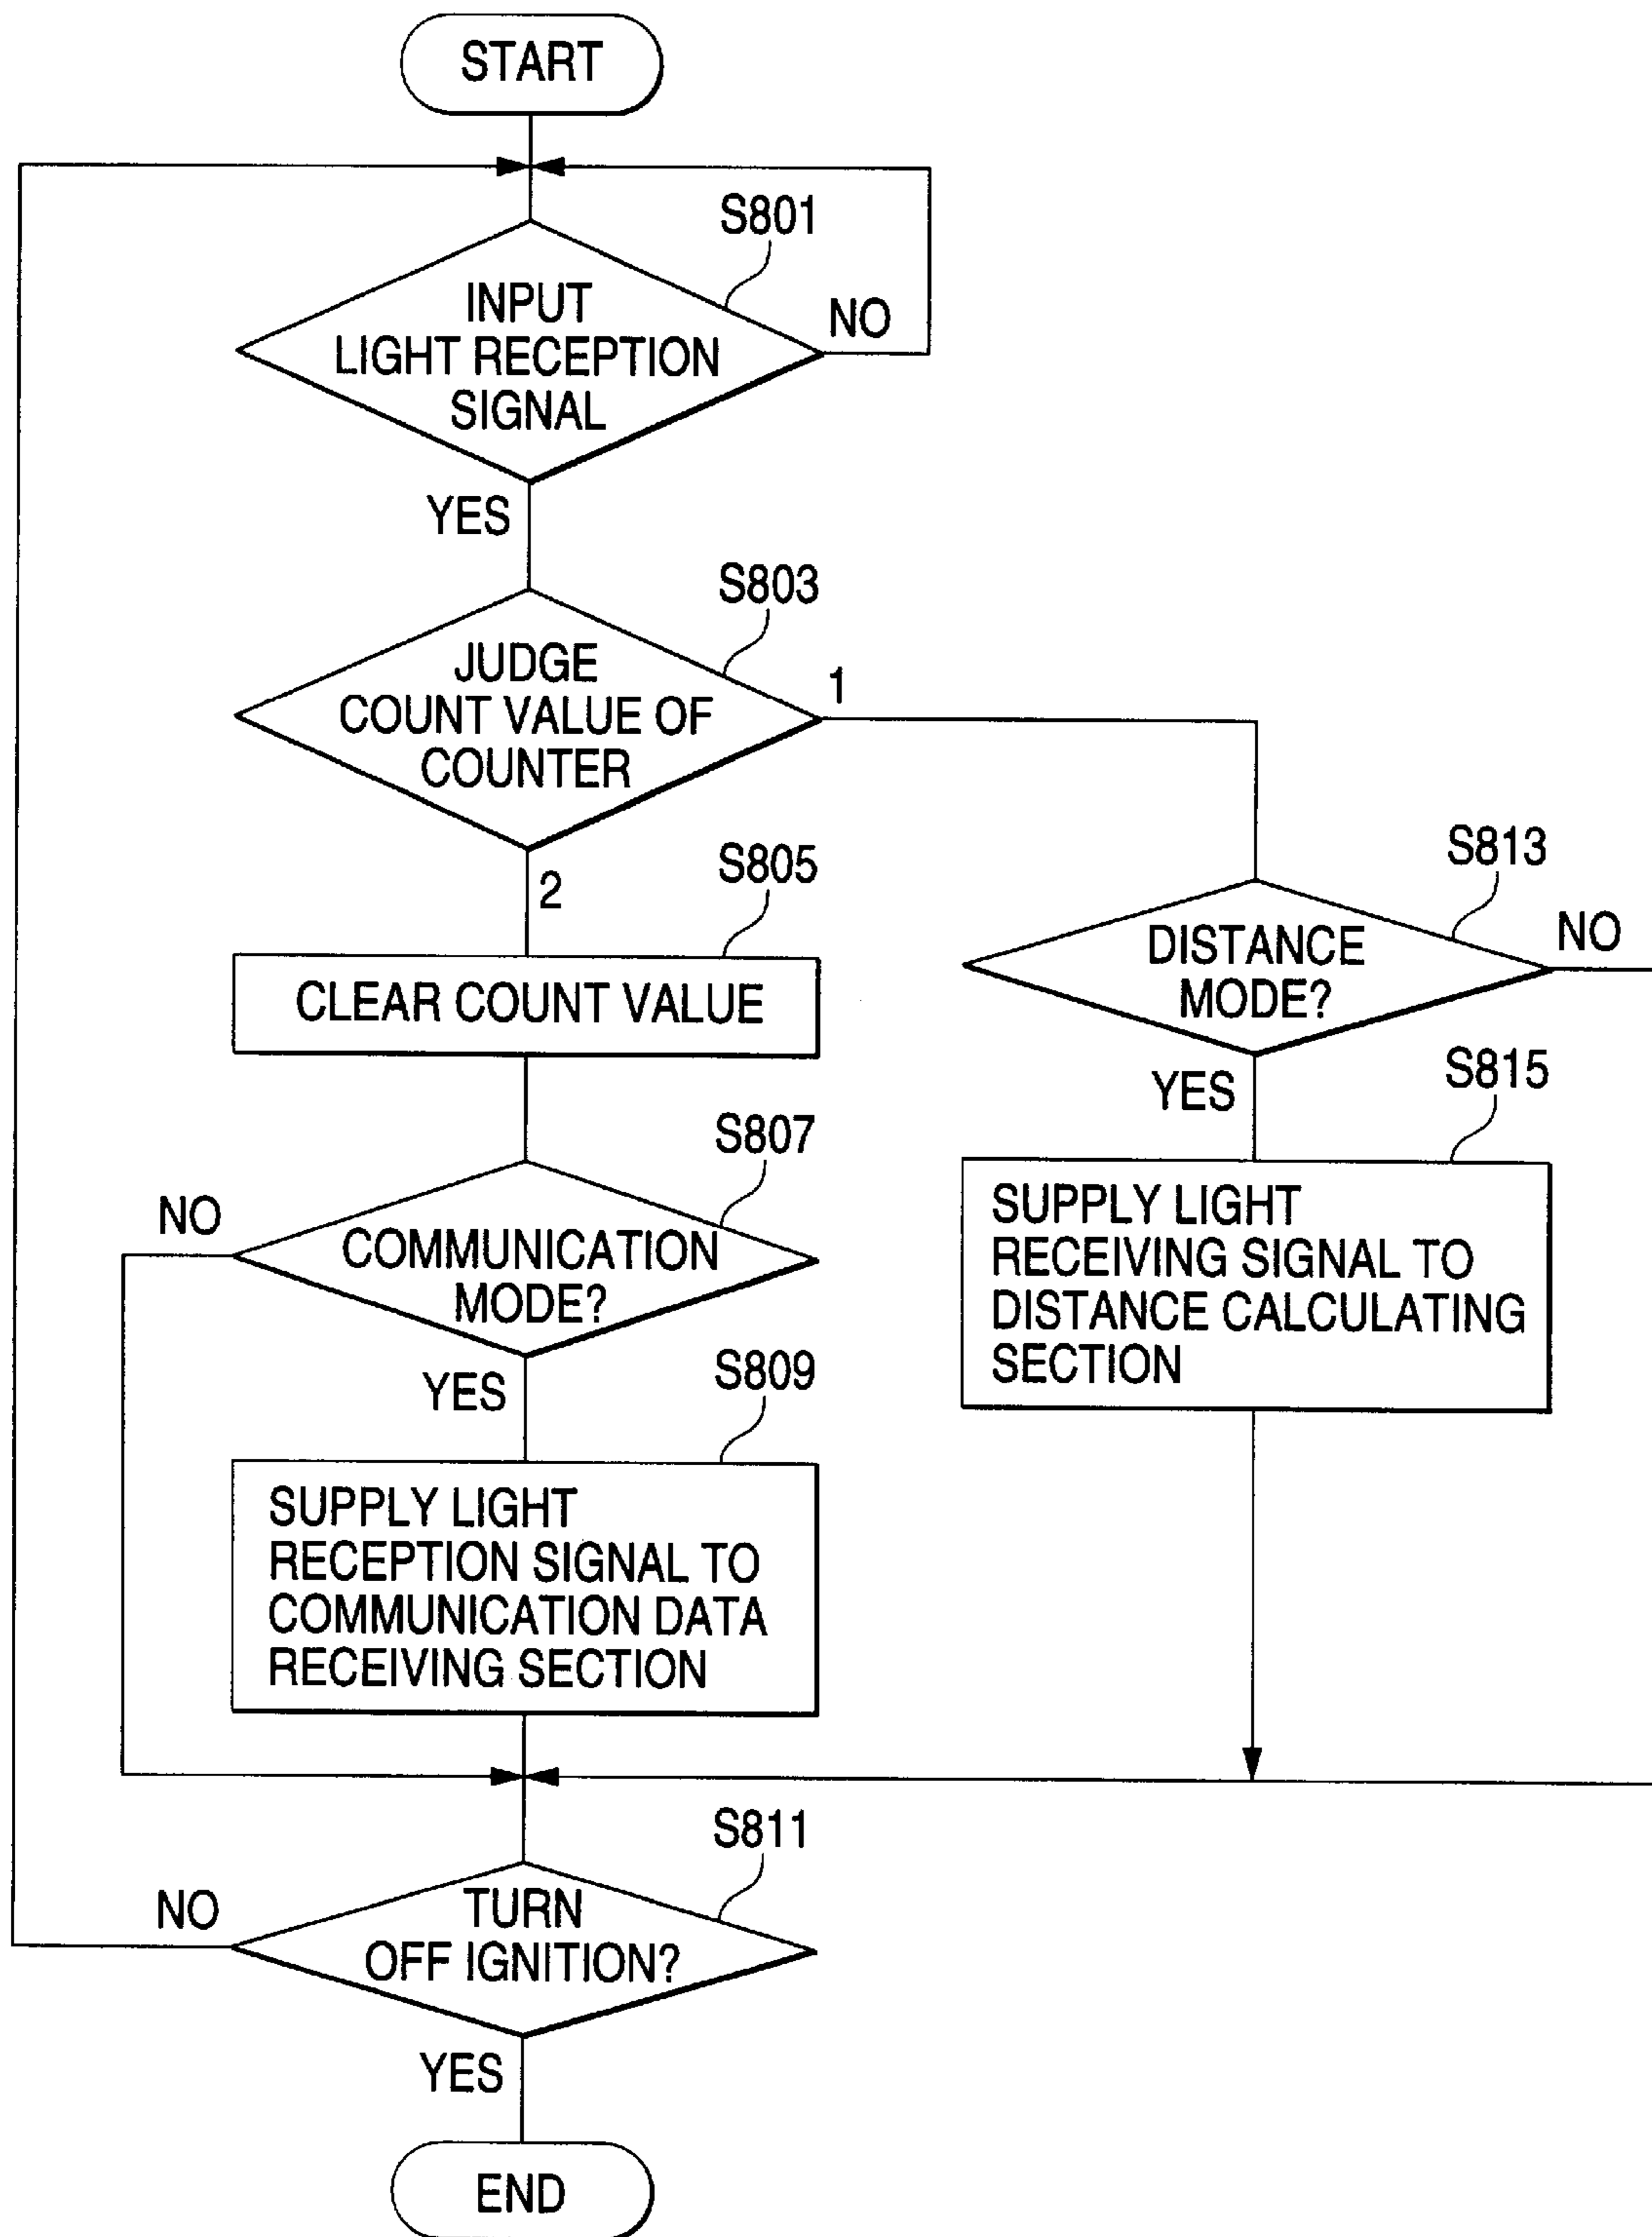 START
S801
INPUT
LIGHT RECEPTION
SIGNAL
NO
YES
S803
JUDGE
COUNT VALUE OF
COUNTER
1
2
S805
CLEAR COUNT VALUE
S807
COMMUNICATION
MODE?
NO
YES
S809
SUPPLY LIGHT
RECEPTION SIGNAL TO
COMMUNICATION DATA
RECEIVING SECTION
S813
DISTANCE
MODE?
NO
YES
S815
SUPPLY LIGHT
RECEIVING SIGNAL TO
DISTANCE CALCULATING
SECTION
S811
TURN
OFF IGNITION?
NO
YES
END